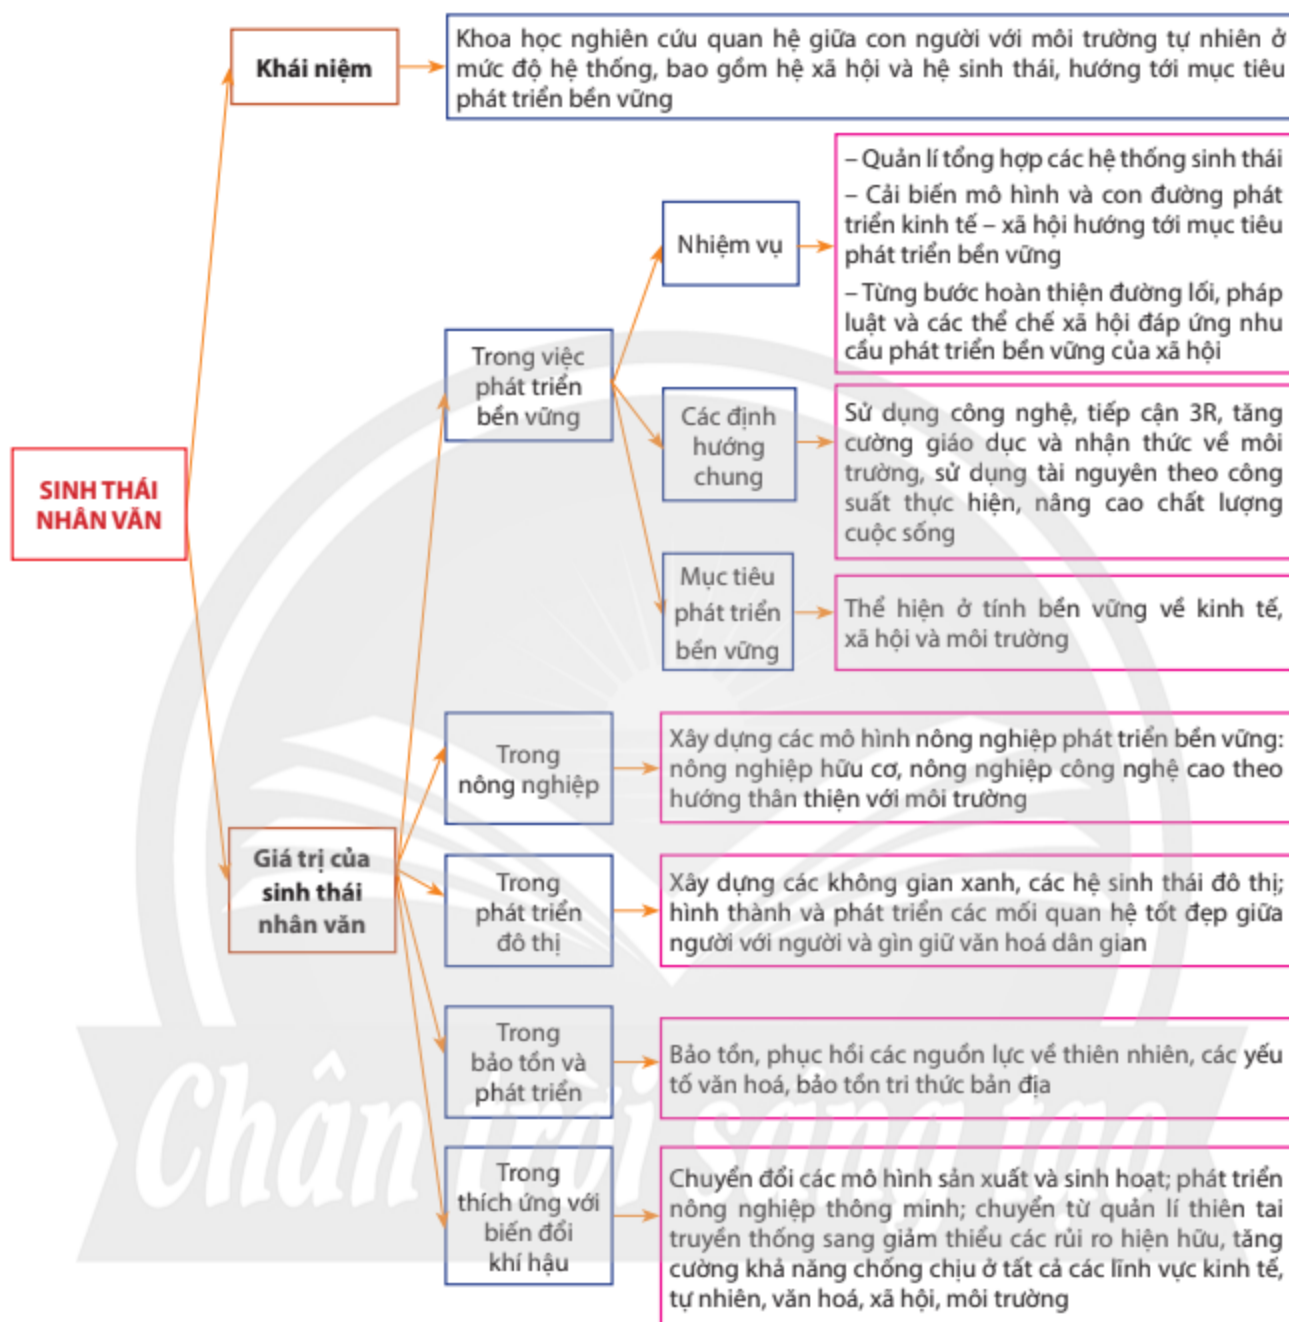 Khái niệm
Khoa học nghiên cứu quan hệ giữa con người với môi trường tự nhiên ở
mức độ hệ thống, bao gồm hệ xã hội và hệ sinh thái, hướng tới mục tiêu
phát triển bền vững
SINH THÁI
NHÂN VĂN
Giá trị của
sinh thái
nhân văn
Trong việc
phát triển
bền vững
Nhiệm vụ
– Quản lí tổng hợp các hệ thống sinh thái
– Cải biến mô hình và con đường phát
triển kinh tế – xã hội hướng tới mục tiêu
phát triển bền vững
– Từng bước hoàn thiện đường lối, pháp
luật và các thể chế xã hội đáp ứng nhu
cầu phát triển bền vững của xã hội
Các định
hướng
chung
Sử dụng công nghệ, tiếp cận 3R, tăng
cường giáo dục và nhận thức về môi
trường, sử dụng tài nguyên theo công
suất thực hiện, nâng cao chất lượng
cuộc sống
Mục tiêu
phát triển
bền vững
Thể hiện ở tính bền vững về kinh tế,
xã hội và môi trường
Trong
nông nghiệp
Xây dựng các mô hình nông nghiệp phát triển bền vững:
nông nghiệp hữu cơ, nông nghiệp công nghệ cao theo
hướng thân thiện với môi trường
Trong
phát triển
đô thị
Xây dựng các không gian xanh, các hệ sinh thái đô thị;
hình thành và phát triển các mối quan hệ tốt đẹp giữa
người với người và gìn giữ văn hoá dân gian
Trong
bảo tồn và
phát triển
Bảo tồn, phục hồi các nguồn lực về thiên nhiên, các yếu
tố văn hoá, bảo tồn tri thức bản địa
Trong
thích ứng với
biến đổi
khí hậu
Chuyển đổi các mô hình sản xuất và sinh hoạt; phát triển
nông nghiệp thông minh; chuyển từ quản lí thiên tai
truyền thống sang giảm thiểu các rủi ro hiện hữu, tăng
cường khả năng chống chịu ở tất cả các lĩnh vực kinh tế,
tự nhiên, văn hoá, xã hội, môi trường
Chân trời sáng tạo